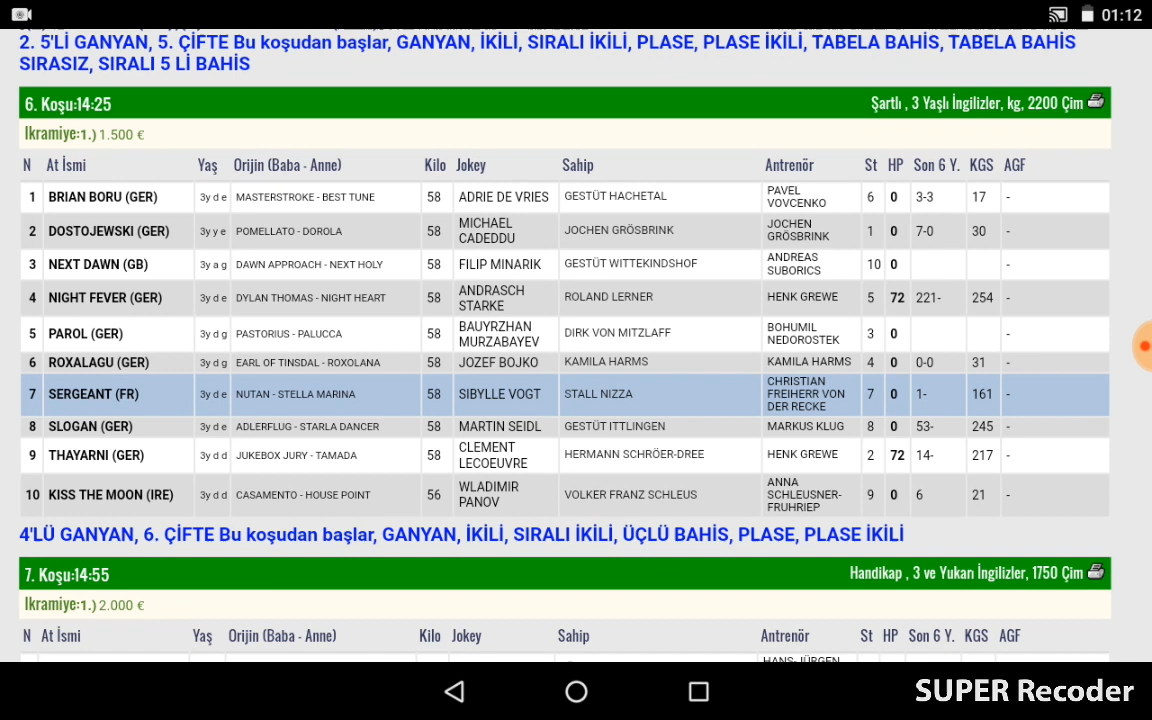 01:12
2. 5'Lİ GANYAN, 5. ÇİFTE Bu koşudan başlar, GANYAN, İKİLİ, SIRALI İKİLİ, PLASE, PLASE İKİLİ, TABELA BAHİS, TABELA BAHİS
SIRASIZ, SIRALI 5 Lİ BAHİS
6. Koşu:14:25 Şartlı , 3 Yaşlı İngilizler, kg, 2200 Çim
Ikramiye:1.) 1.500 €
N At İsmi Yaş Orijin (Baba - Anne) Kilo Jokey Sahip Antrenör St HP Son 6 Y. KGS AGF
1 BRIAN BORU (GER) 3y d e MASTERSTROKE - BEST TUNE 58 ADRIE DE VRIES GESTÜT HACHETAL PAVEL VOVCENKO 6 0 3-3 17 -
2 DOSTOJEWSKI (GER) 3y y e POMELLATO - DOROLA 58 MICHAEL CADEDDU JOCHEN GRÖSBRINK JOCHEN GRÖSBRINK 1 0 7-0 30 -
3 NEXT DAWN (GB) 3y a g DAWN APPROACH - NEXT HOLY 58 FILIP MINARIK GESTÜT WITTEKINDSHOF ANDREAS SUBORICS 10 0 -
4 NIGHT FEVER (GER) 3y d e DYLAN THOMAS - NIGHT HEART 58 ANDRASCH STARKE ROLAND LERNER HENK GREWE 5 72 221- 254 -
5 PAROL (GER) 3y d g PASTORIUS - PALUCCA 58 BAUYRZHAN MURZABAYEV DIRK VON MITZLAFF BOHUMIL NEDOROSTEK 3 0 -
6 ROXALAGU (GER) 3y d g EARL OF TINSDAL - ROXOLANA 58 JOZEF BOJKO KAMILA HARMS KAMILA HARMS 4 0 0-0 31 -
7 SERGEANT (FR) 3y d e NUTAN - STELLA MARINA 58 SIBYLLE VOGT STALL NIZZA CHRISTIAN FREIHERR VON DER RECKE 7 0 1- 161 -
8 SLOGAN (GER) 3y d e ADLERFLUG - STARLA DANCER 58 MARTIN SEIDL GESTÜT ITTLINGEN MARKUS KLUG 8 0 53- 245 -
9 THAYARNI (GER) 3y d d JUKEBOX JURY - TAMADA 58 CLEMENT LECOEUVRE HERMANN SCHRÖER-DREE HENK GREWE 2 72 14- 217 -
10 KISS THE MOON (IRE) 3y d d CASAMENTO - HOUSE POINT 56 WLADIMIR PANOV VOLKER FRANZ SCHLEUS ANNA SCHLEUSNER-FRUHRIEP 9 0 6 21 -
4'LÜ GANYAN, 6. ÇİFTE Bu koşudan başlar, GANYAN, İKİLİ, SIRALI İKİLİ, ÜÇLÜ BAHİS, PLASE, PLASE İKİLİ
7. Koşu:14:55 Handikap , 3 ve Yukarı İngilizler, 1750 Çim
Ikramiye:1.) 2.000 €
N At İsmi Yaş Orijin (Baba - Anne) Kilo Jokey Sahip Antrenör St HP Son 6 Y. KGS AGF
HANS-JÜRGEN
SUPER Recoder